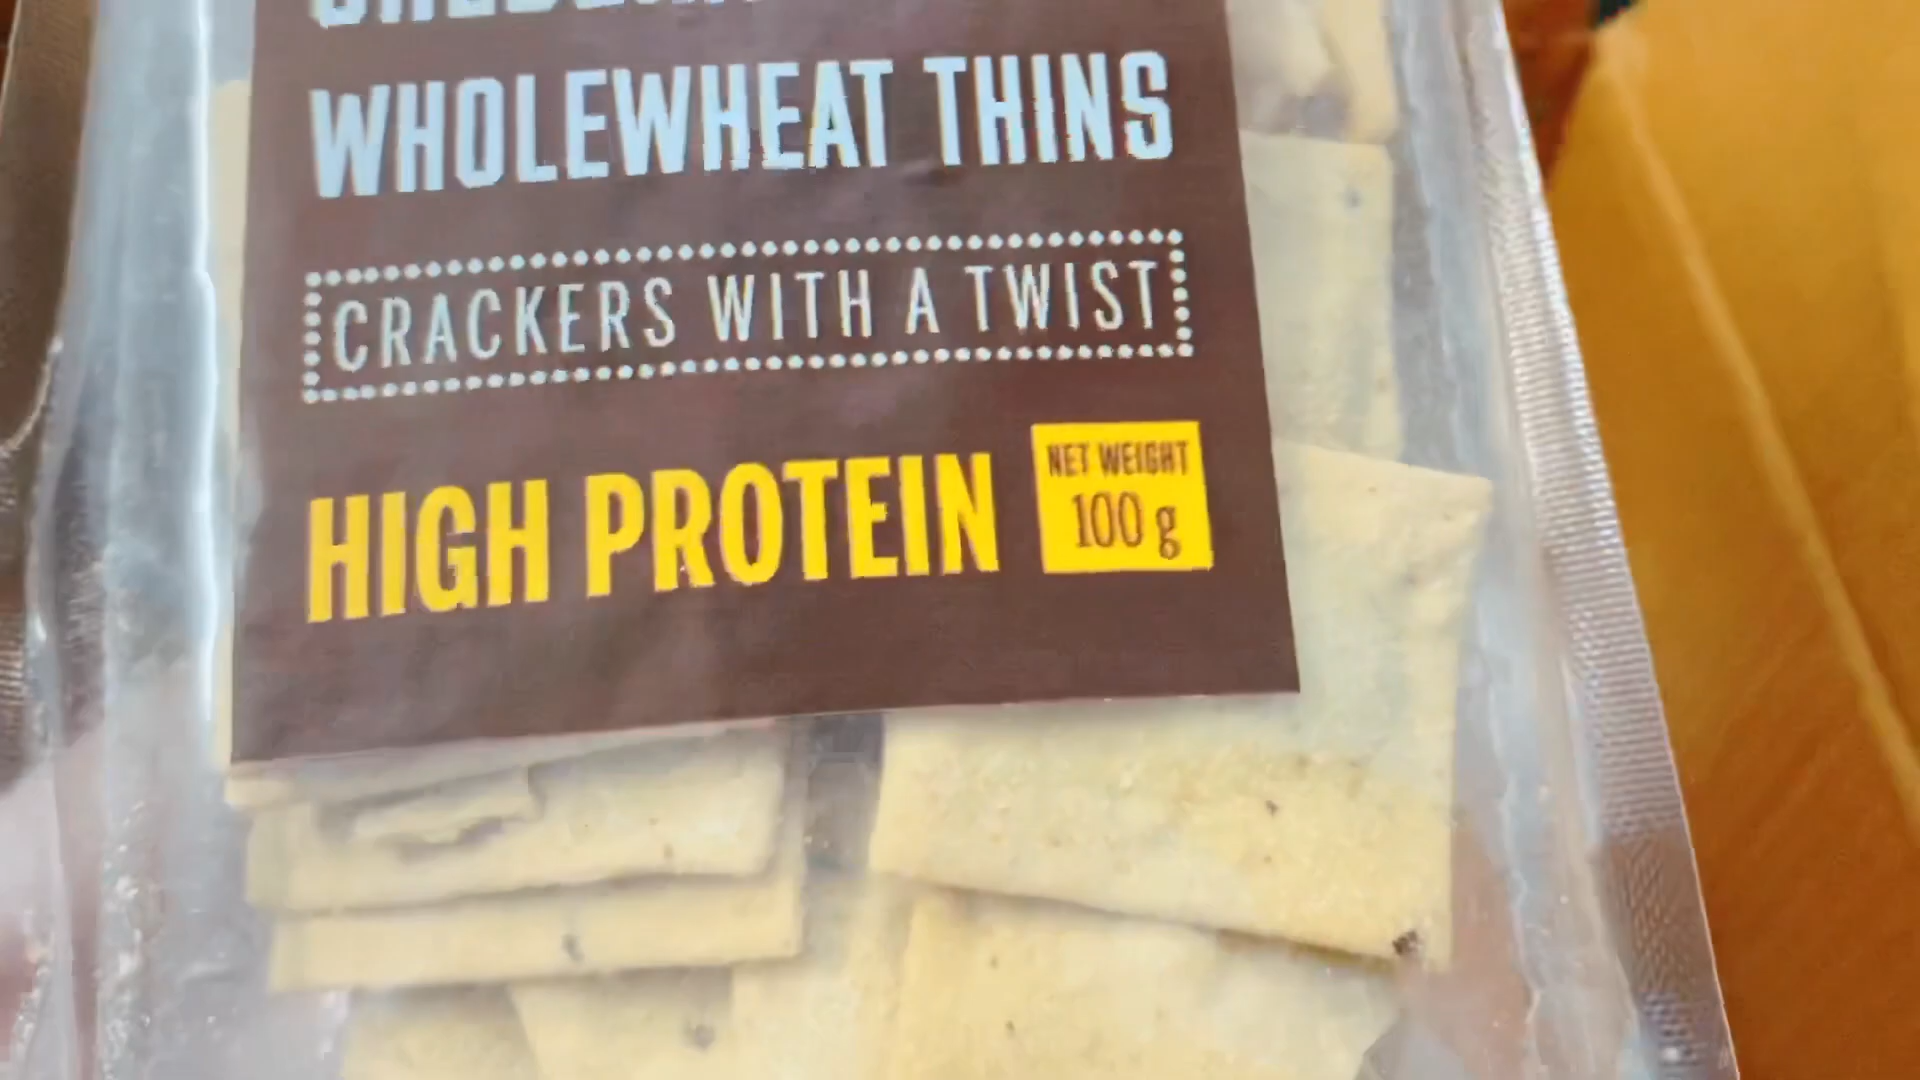 WHOLEWHEAT THINS
CRACKERS WITH A TWIST
HIGH PROTEIN
NET WEIGHT
100 g